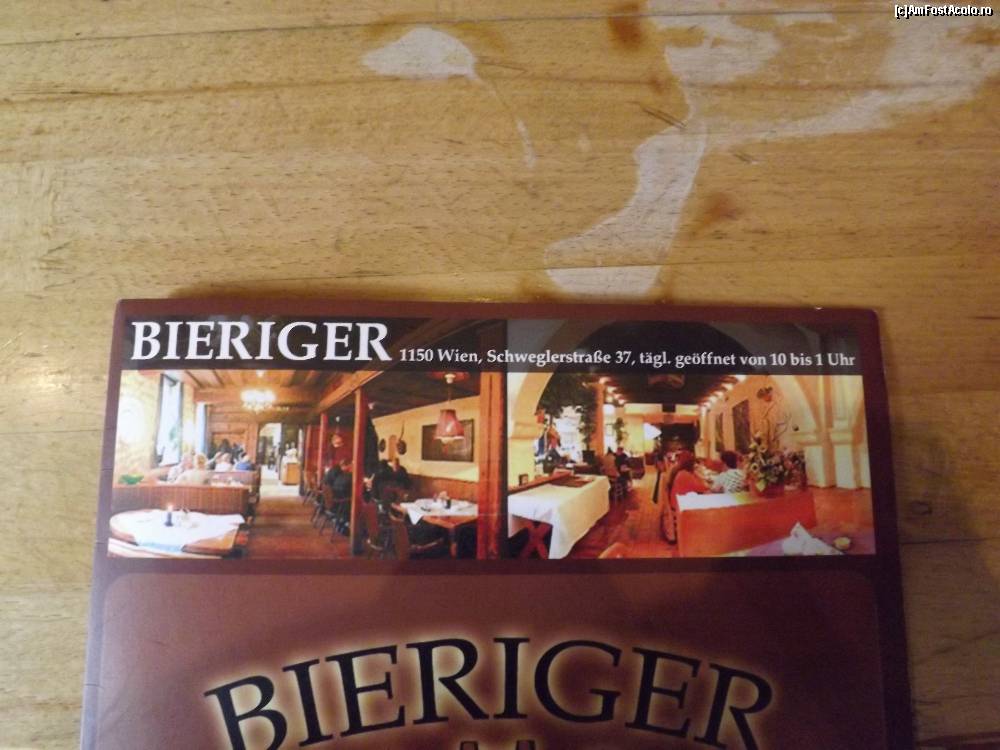 [c]AmFostAcolo.ro
BIERIGER 1150 Wien, Schweglerstraße 37, tägl. geöffnet von 10 bis 1 Uhr
BIERIGER